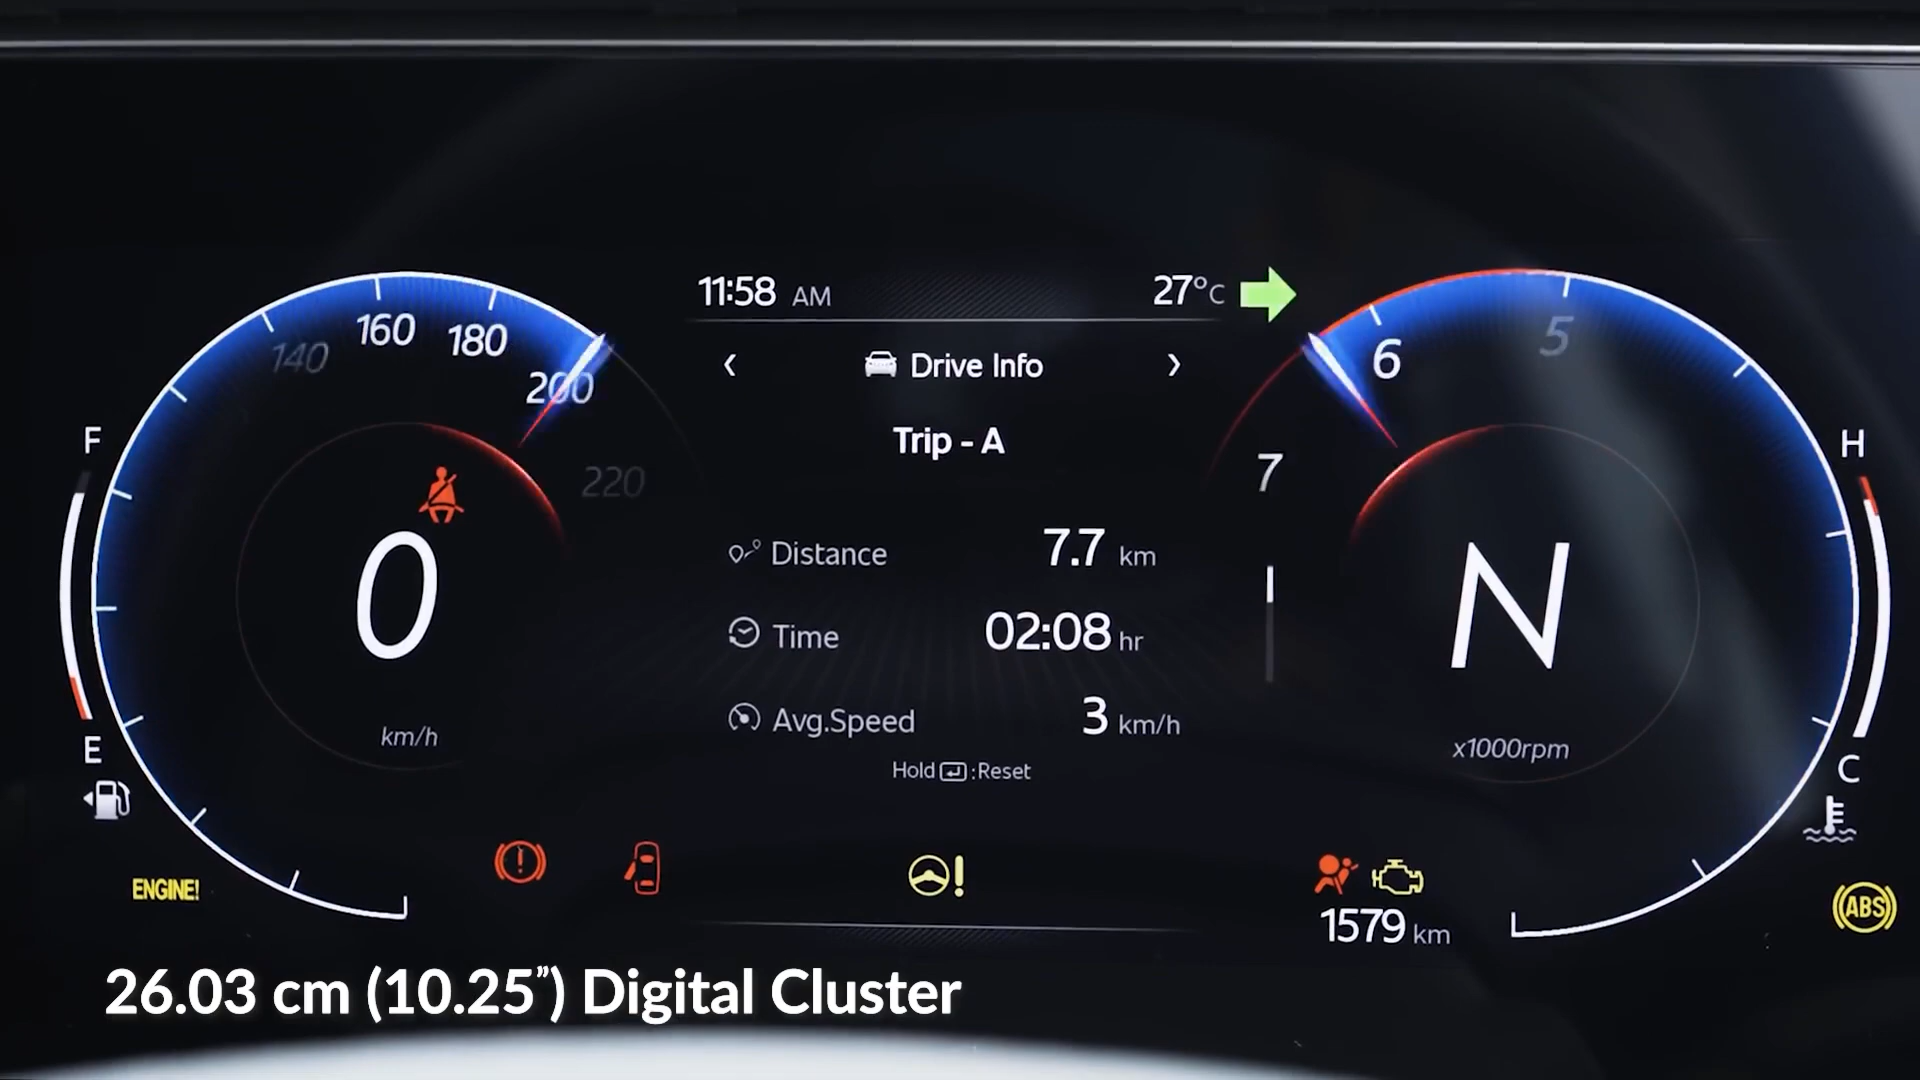 11:58 AM
27°C
140
160
180
200
220
Drive Info
6
5
7
F
E
H
C
Trip - A
Distance 7.7 km
Time 02:08 hr
Avg.Speed 3 km/h
Hold :Reset
0
km/h
N
x1000rpm
ENGINE!
1579 km
ABS
26.03 cm (10.25”) Digital Cluster